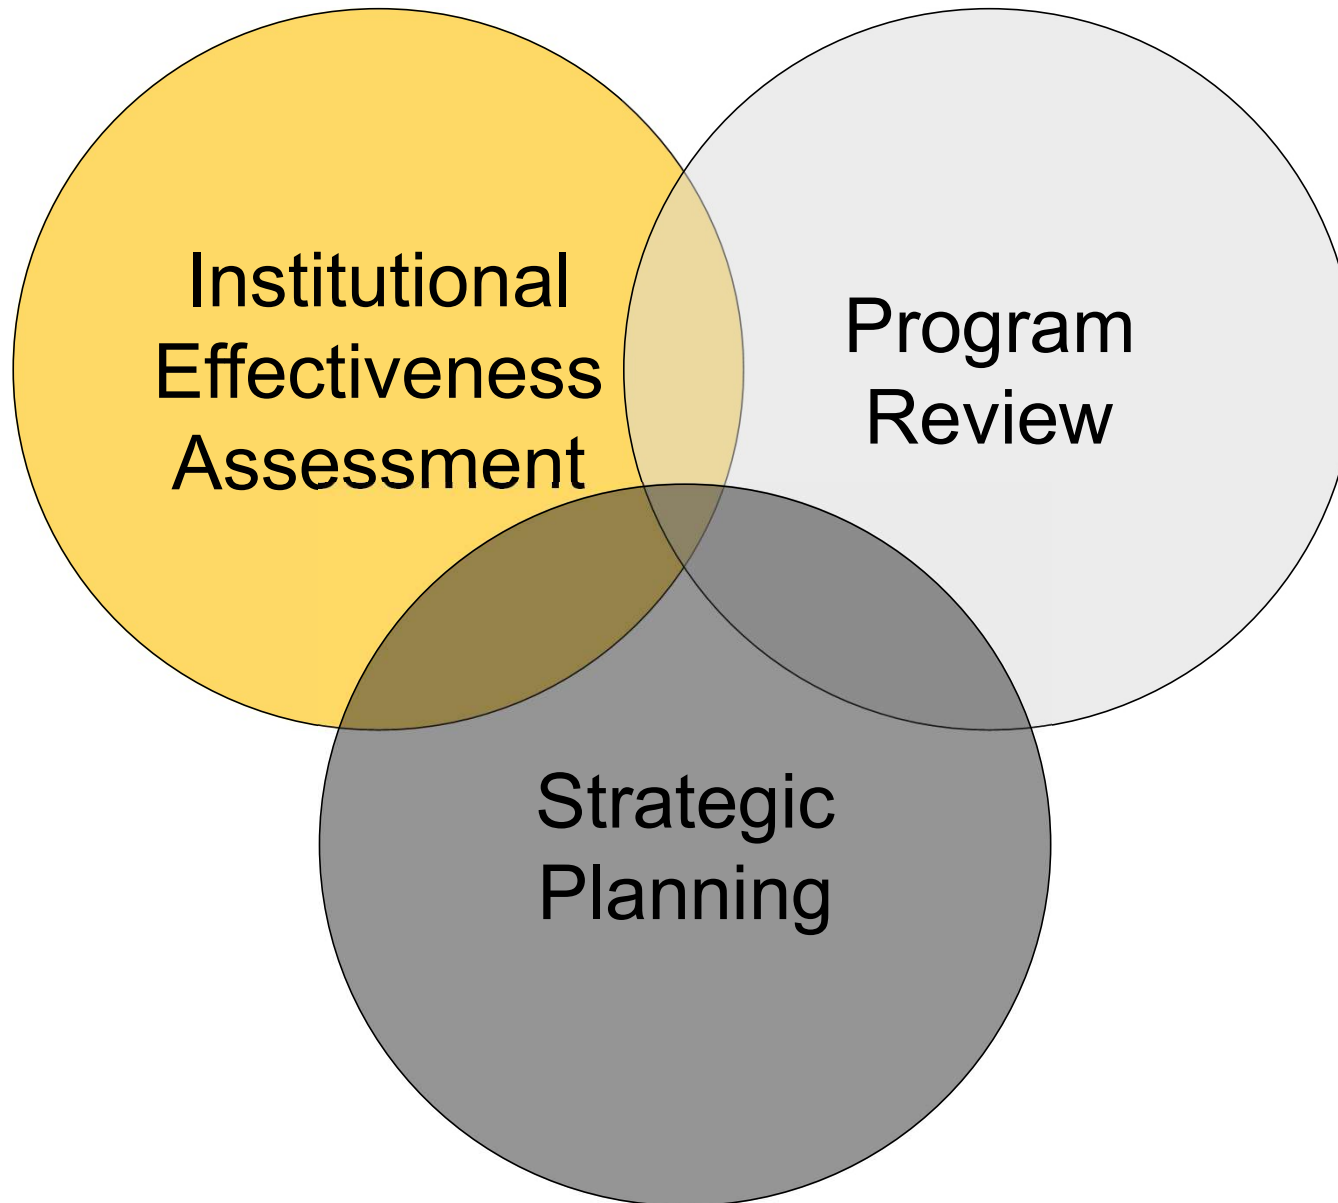 Institutional
Effectiveness
Assessment
Program
Review
Strategic
Planning